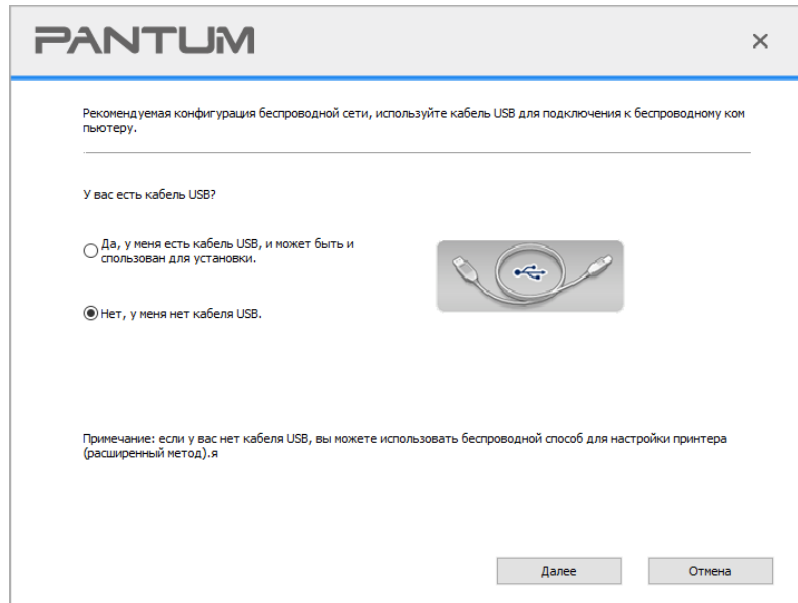 PANTUM
Рекомендуемая конфигурация беспроводной сети, используйте кабель USB для подключения к беспроводному ком
пьютеру.
У вас есть кабель USB?
Да, у меня есть кабель USB, и может быть и
спользован для установки.
Нет, у меня нет кабеля USB.
Примечание: если у вас нет кабеля USB, вы можете использовать беспроводной способ для настройки принтера
(расширенный метод).я
Далее Отмена